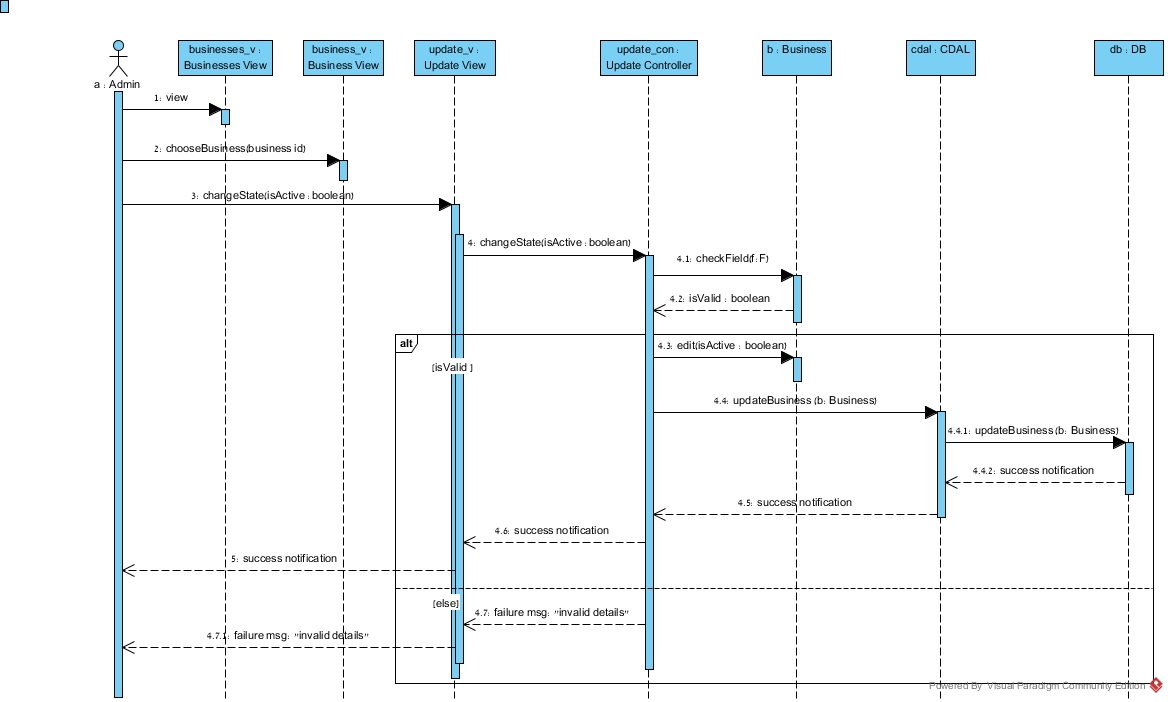 businesses_v :
Businesses View
business_v :
Business View
update_v :
Update View
update_con :
Update Controller
b : Business
cdal : CDAL
db : DB
a : Admin
1: view
2: chooseBusiness(business id)
3: changeState(isActive : boolean)
4: changeState(isActive : boolean)
4.1: checkField(f:F)
4.2: isValid : boolean
alt
4.3: edit(isActive : boolean)
[isValid ]
4.4: updateBusiness (b: Business)
4.4.1: updateBusiness (b: Business)
4.4.2: success notification
4.5: success notification
4.6: success notification
5: success notification
[else]
4.7: failure msg: "invalid details"
4.7.1: failure msg: "invalid details"
Powered By Visual Paradigm Community Edition